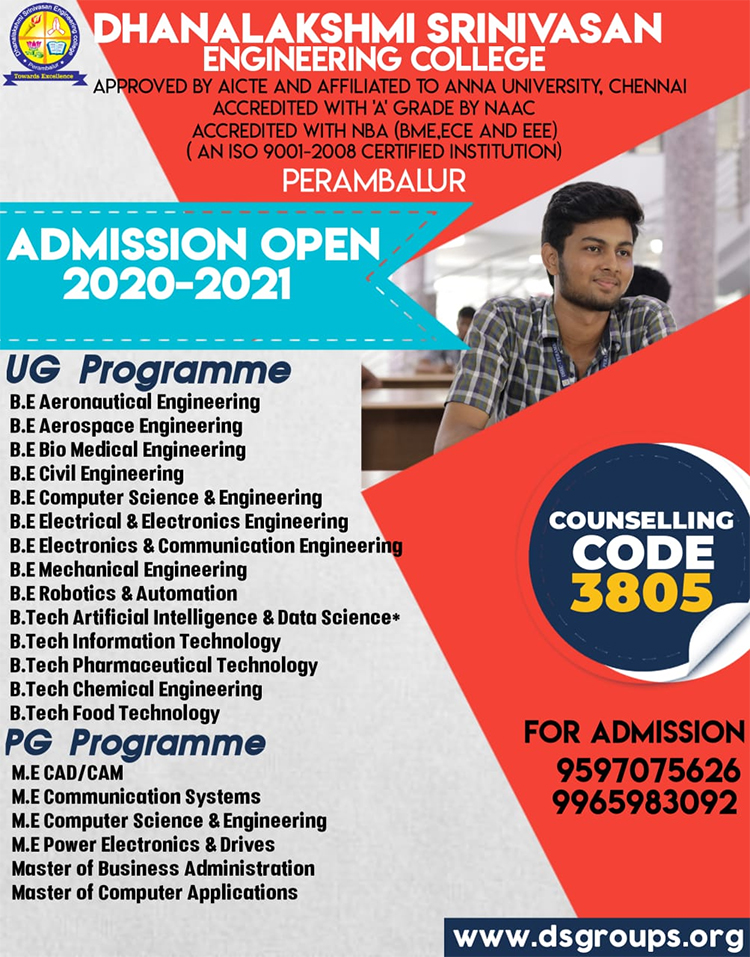 Dhanalakshmi Srinivasan Engineering college
Perambalur
Towards Excellence
DHANALAKSHMI SRINIVASAN
ENGINEERING COLLEGE
APPROVED BY AICTE AND AFFILIATED TO ANNA UNIVERSITY, CHENNAI
ACCREDITED WITH 'A' GRADE BY NAAC
ACCREDITED WITH NBA (BME,ECE AND EEE)
( AN ISO 9001-2008 CERTIFIED INSTITUTION)
PERAMBALUR
ADMISSION OPEN
2020-2021
UG Programme
B.E Aeronautical Engineering
B.E Aerospace Engineering
B.E Bio Medical Engineering
B.E Civil Engineering
B.E Computer Science & Engineering
B.E Electrical & Electronics Engineering
B.E Electronics & Communication Engineering
B.E Mechanical Engineering
B.E Robotics & Automation
B.Tech Artificial Intelligence & Data Science*
B.Tech Information Technology
B.Tech Pharmaceutical Technology
B.Tech Chemical Engineering
B.Tech Food Technology
PG Programme
M.E CAD/CAM
M.E Communication Systems
M.E Computer Science & Engineering
M.E Power Electronics & Drives
Master of Business Administration
Master of Computer Applications
COUNSELLING
CODE
3805
FOR ADMISSION
9597075626
9965983092
www.dsgroups.org